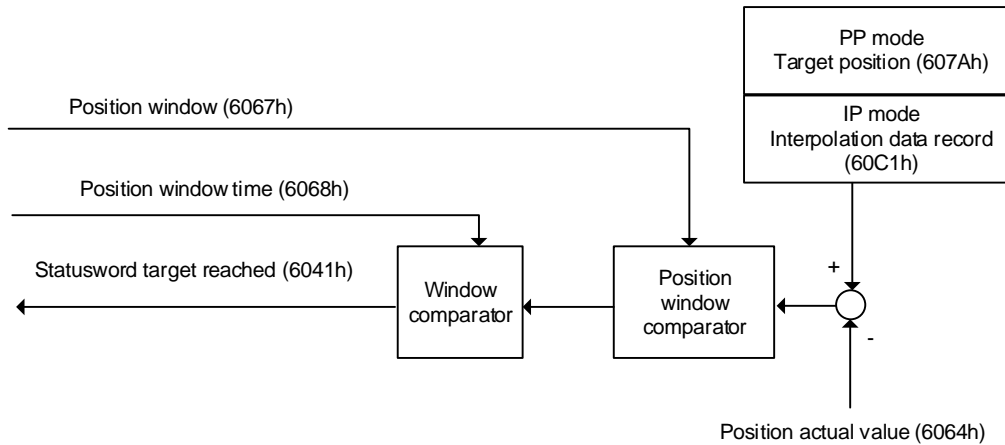 PP mode
Target position (607Ah)
IP mode
Interpolation data record
(60C1h)
Position window (6067h)
Position window time (6068h)
Statusword target reached (6041h)
Window
comparator
Position
window
comparator
+
-
Position actual value (6064h)